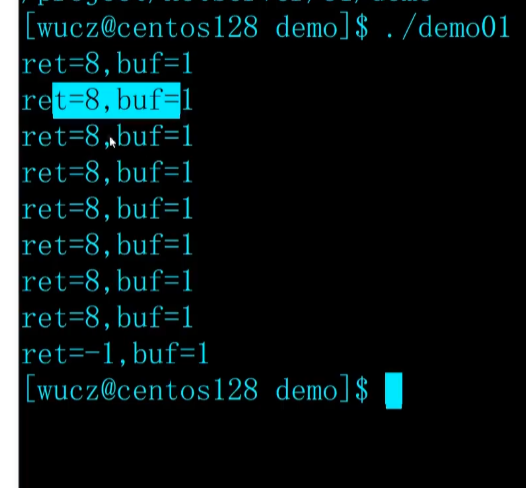 [wucz@centos128 demo]$ ./demo01
ret=8,buf=1
ret=8,buf=1
ret=8,buf=1
ret=8,buf=1
ret=8,buf=1
ret=8,buf=1
ret=8,buf=1
ret=8,buf=1
ret=-1,buf=1
[wucz@centos128 demo]$